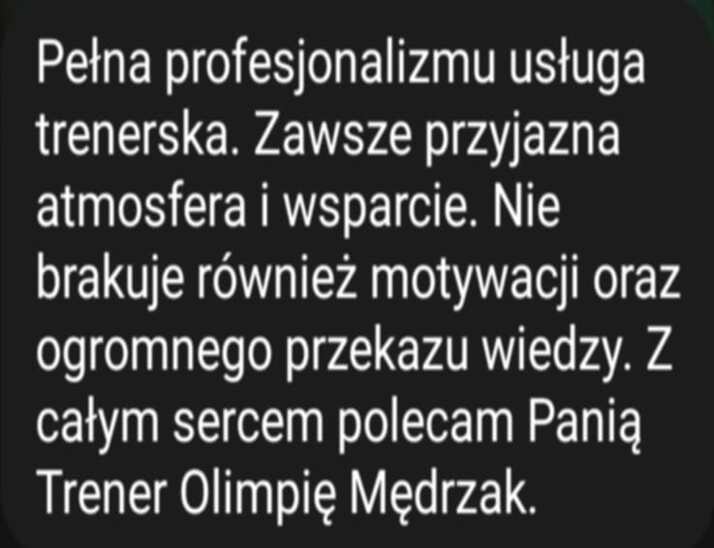 Pełna profesjonalizmu usługa
trenerska. Zawsze przyjazna
atmosfera i wsparcie. Nie
brakuje również motywacji oraz
ogromnego przekazu wiedzy. Z
całym sercem polecam Panią
Trener Olimpię Mędrzak.